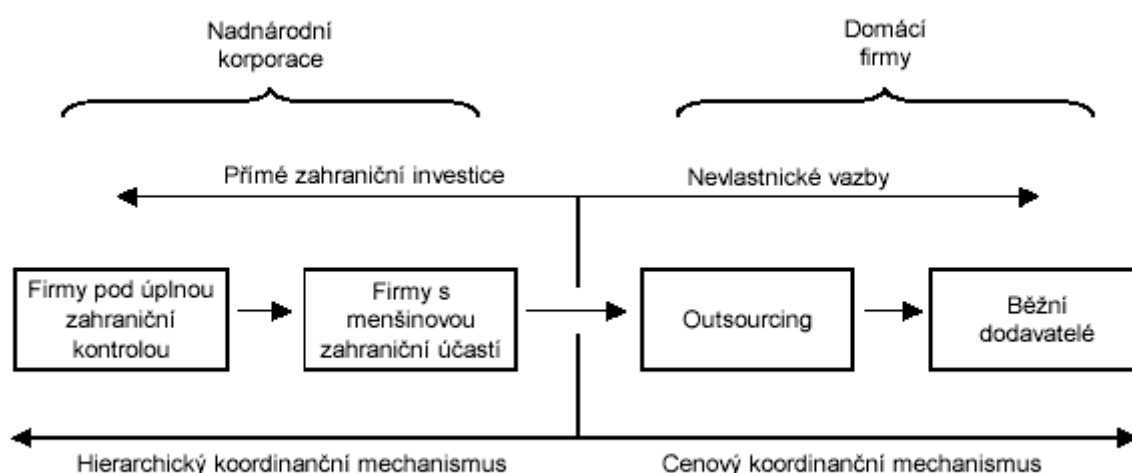 Nadnárodní
korporace
Domácí
firmy
Přímé zahraniční investice
Nevlastnické vazby
Firmy pod úplnou
zahraniční
kontrolou
Firmy s
menšinovou
zahraniční účastí
Outsourcing
Běžní
dodavatelé
Hierarchický koordinanční mechanismus
Cenový koordinanční mechanismus